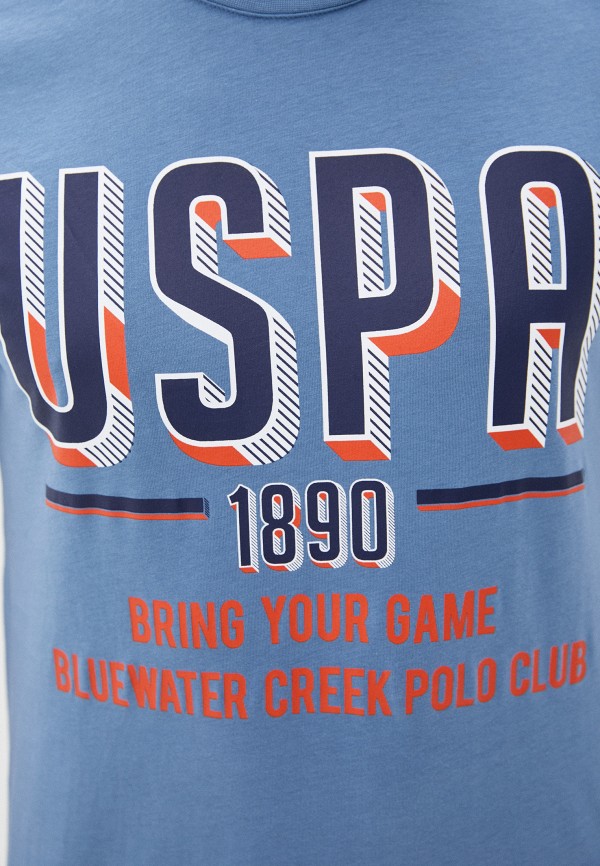 USPA
1890
BRING YOUR GAME
BLUEWATER CREEK POLO CLUB